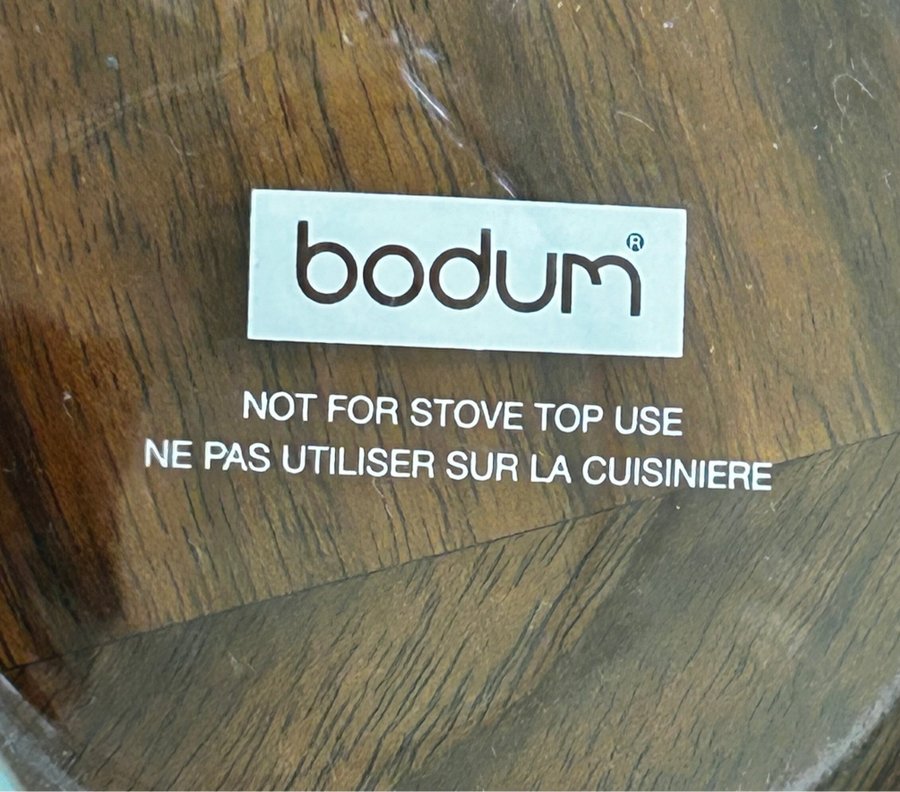 bodum®
NOT FOR STOVE TOP USE
NE PAS UTILISER SUR LA CUISINIERE